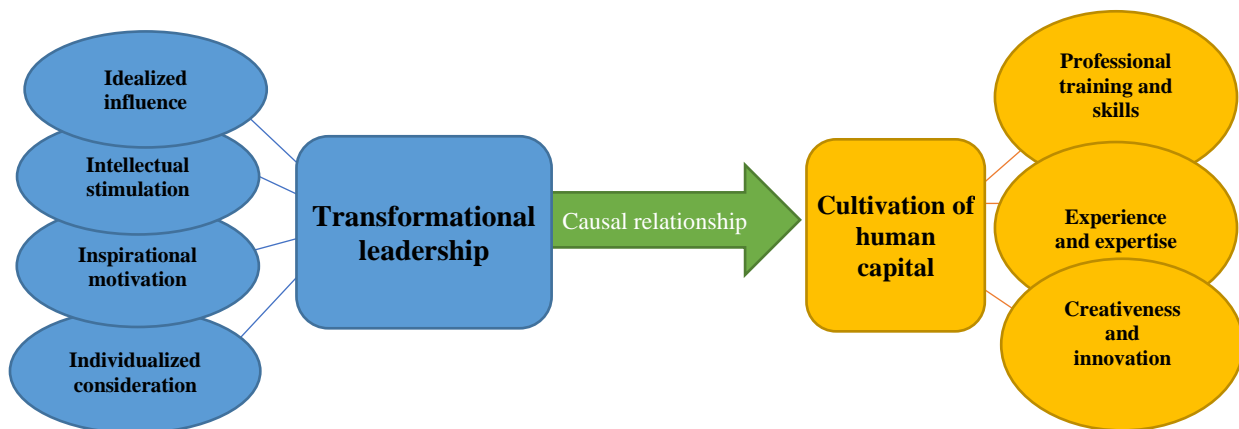 Idealized
influence
Intellectual
stimulation
Inspirational
motivation
Individualized
consideration
Transformational
leadership
Causal relationship
Cultivation of
human
capital
Professional
training and
skills
Experience
and expertise
Creativeness
and
innovation